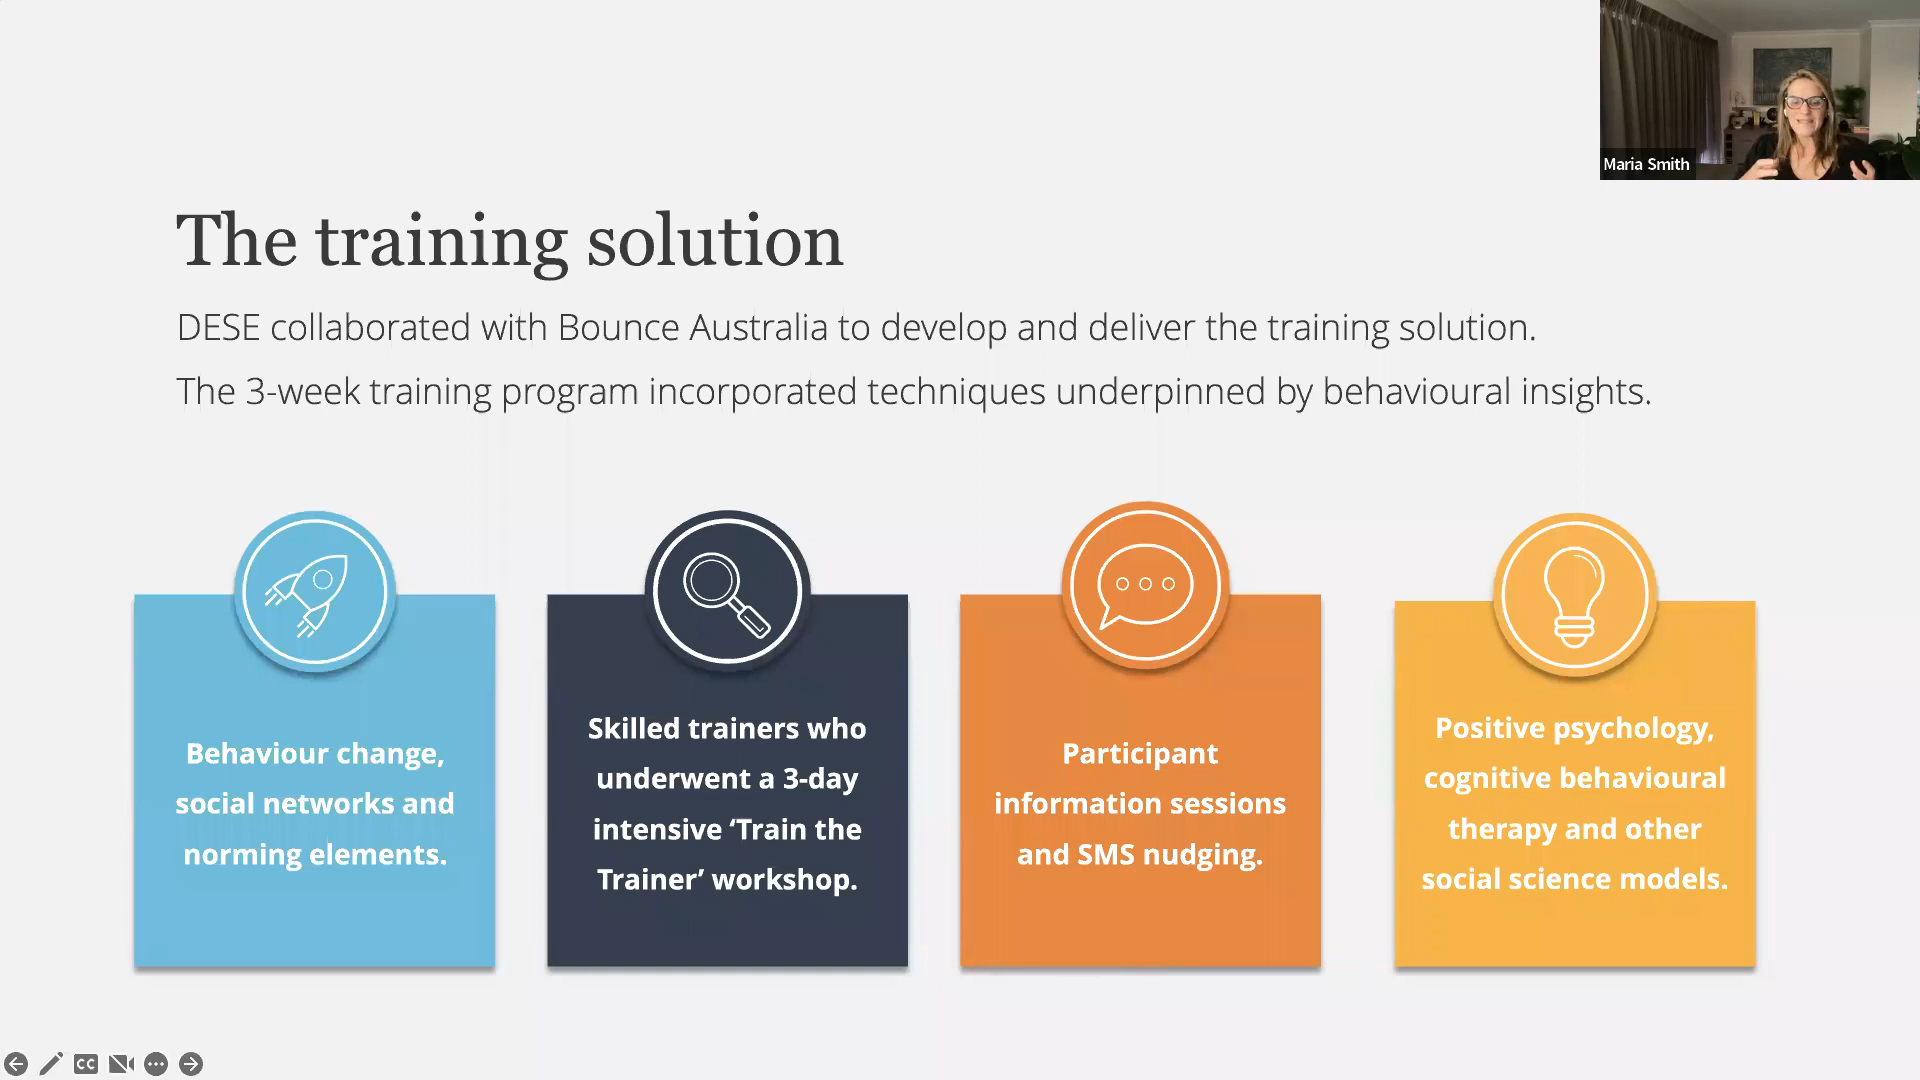 Maria Smith
The training solution
DESE collaborated with Bounce Australia to develop and deliver the training solution.
The 3-week training program incorporated techniques underpinned by behavioural insights.
Behaviour change,
social networks and
norming elements.
Skilled trainers who
underwent a 3-day
intensive ‘Train the
Trainer’ workshop.
Participant
information sessions
and SMS nudging.
Positive psychology,
cognitive behavioural
therapy and other
social science models.
CC